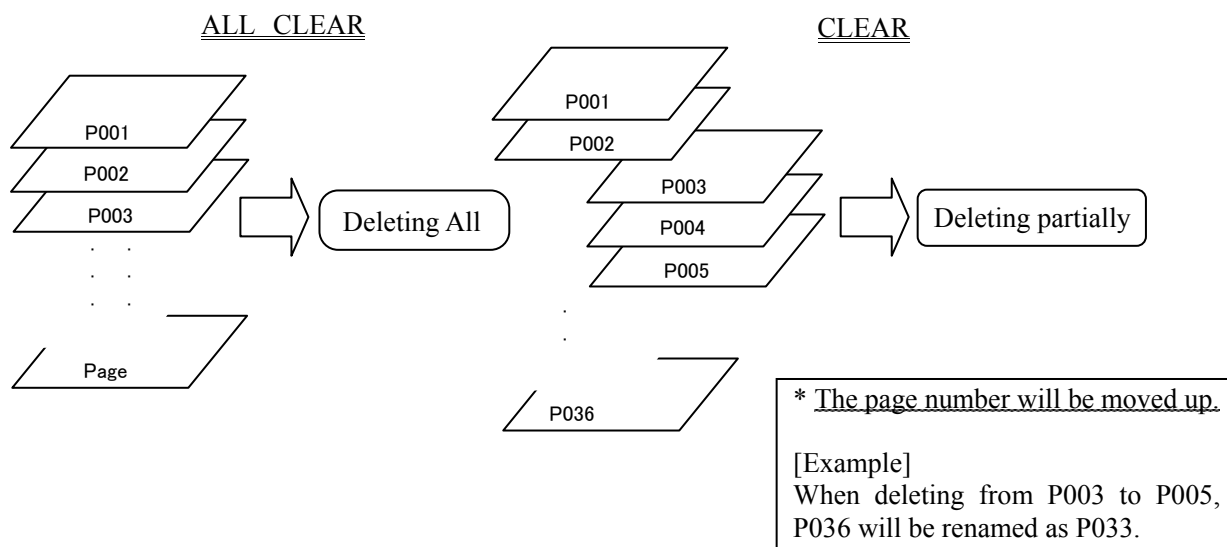 ALL CLEAR
P001
P002
P003
Page
Deleting All
CLEAR
P001
P002
P003
P004
P005
P036
Deleting partially
* The page number will be moved up.
[Example]
When deleting from P003 to P005,
P036 will be renamed as P033.